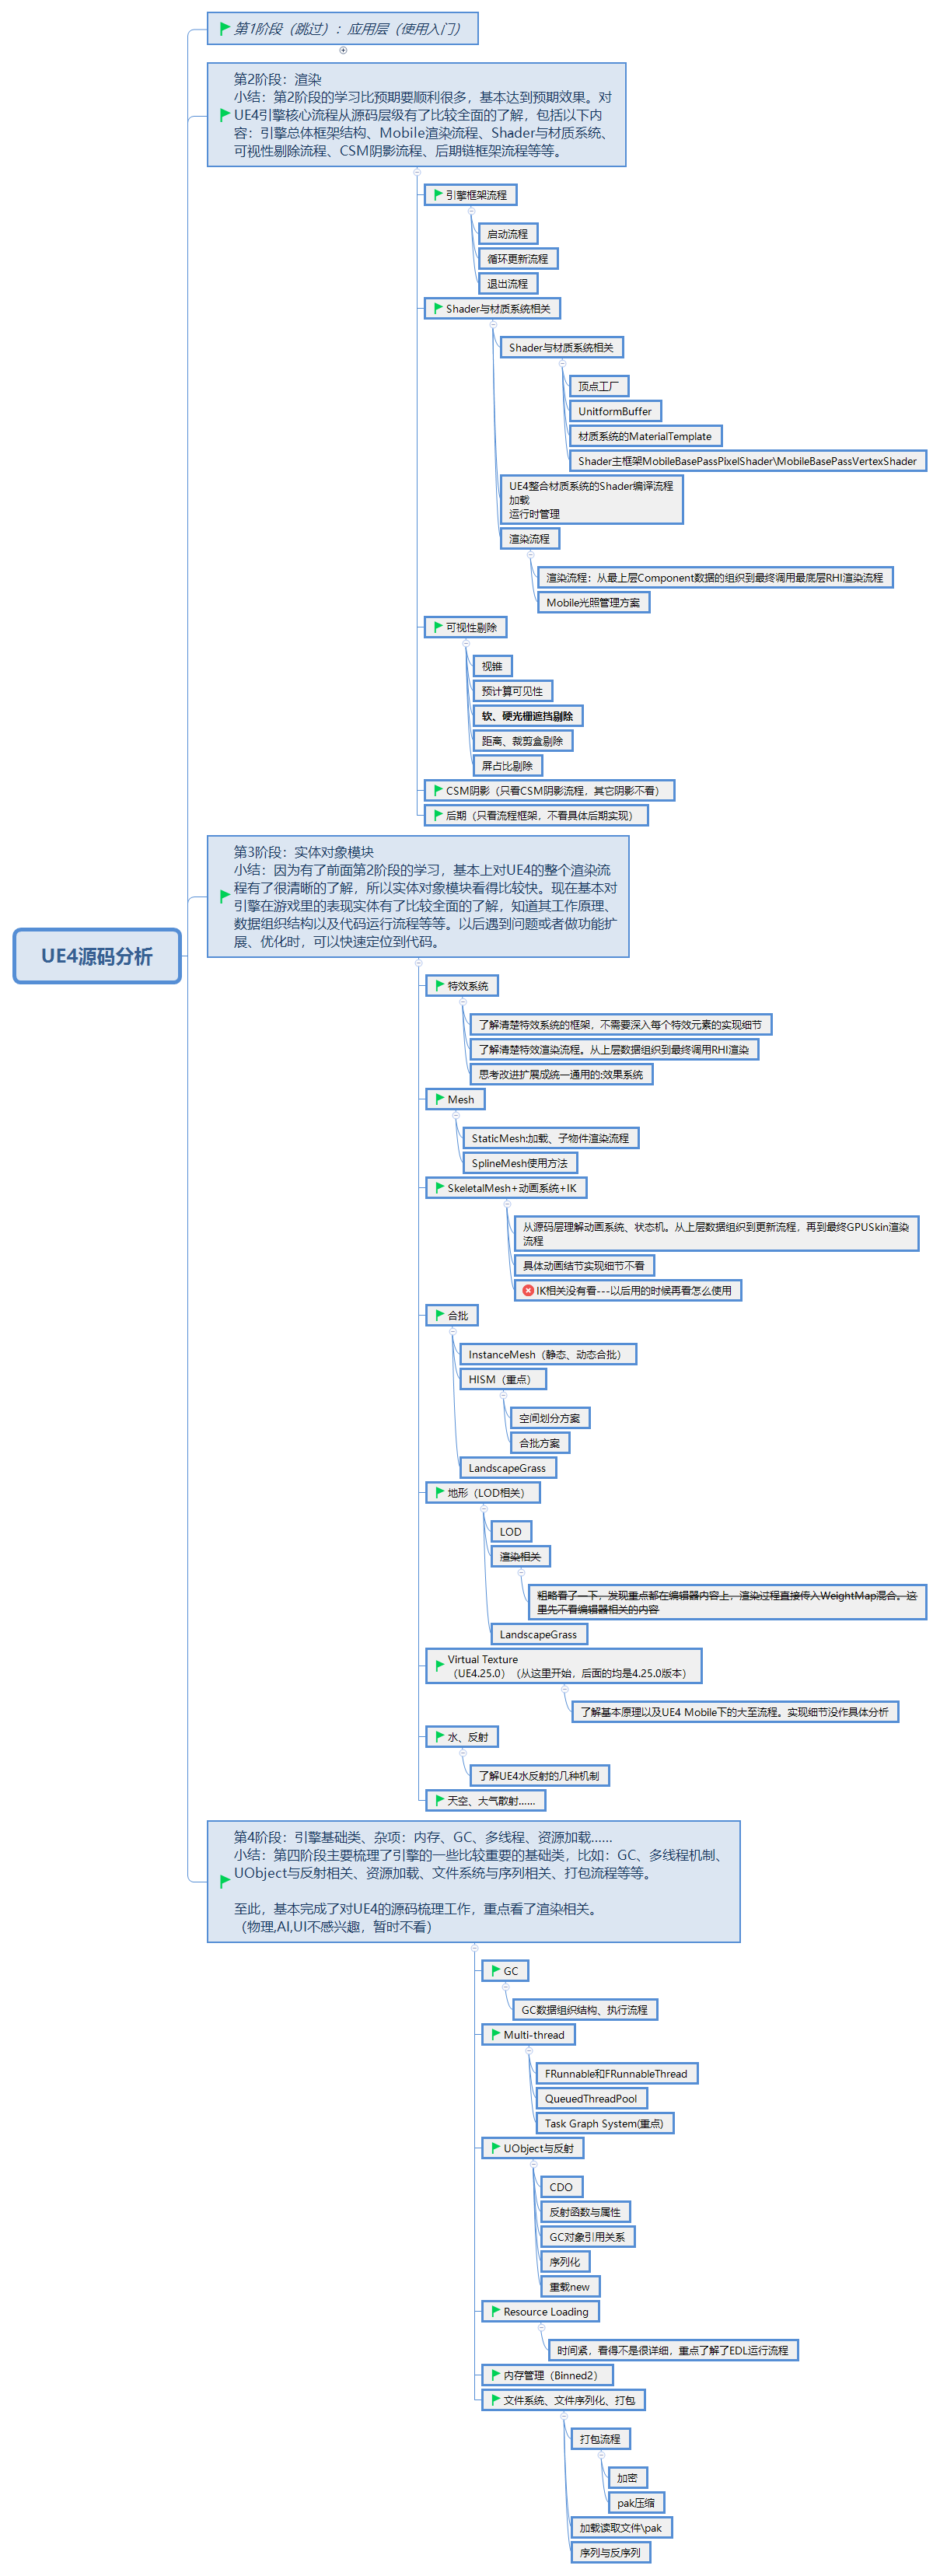 UE4源码分析
第1阶段（跳过）：应用层（使用入门）
第2阶段：渲染
小结：第2阶段的学习比预期要顺利很多，基本达到预期效果。对
UE4引擎核心流程从源码层级有了比较全面的了解，包括以下内
容：引擎总体框架结构、Mobile渲染流程、Shader与材质系统、
可视性剔除流程、CSM阴影流程、后期链框架流程等等。
引擎框架流程
启动流程
循环更新流程
退出流程
Shader与材质系统相关
Shader与材质系统相关
顶点工厂
UnitformBuffer
材质系统的MaterialTemplate
Shader主框架MobileBasePassPixelShader\MobileBasePassVertexShader
UE4整合材质系统的Shader编译流程
加载
运行时管理
渲染流程
渲染流程：从最上层Component数据的组织到最终调用最底层RHI渲染流程
Mobile光照管理方案
可视性剔除
视锥
预计算可见性
软、硬光栅遮挡剔除
距离、裁剪盒剔除
屏占比剔除
CSM阴影（只看CSM阴影流程，其它阴影不看）
后期（只看流程框架，不看具体后期实现）
第3阶段：实体对象模块
小结：因为有了前面第2阶段的学习，基本上对UE4的整个渲染流
程有了很清晰的了解，所以实体对象模块看得比较快。现在基本对
引擎在游戏里的表现实体有了比较全面的了解，知道其工作原理、
数据组织结构以及代码运行流程等等。以后遇到问题或者做功能扩
展、优化时，可以快速定位到代码。
特效系统
了解清楚特效系统的框架，不需要深入每个特效元素的实现细节
了解清楚特效渲染流程。从上层数据组织到最终调用RHI渲染
思考改进扩展成统一通用的:效果系统
Mesh
StaticMesh:加载、子物件渲染流程
SplineMesh使用方法
SkeletalMesh+动画系统+IK
从源码层理解动画系统、状态机。从上层数据组织到更新流程，再到最终GPUSkin渲染
流程
具体动画结节实现细节不看
IK相关没有看---以后用的时候再看怎么使用
合批
InstanceMesh（静态、动态合批）
HISM（重点）
空间划分方案
合批方案
LandscapeGrass
地形（LOD相关）
LOD
渲染相关
粗略看了一下，发现重点都在编辑器内容上，渲染过程直接传入WeightMap混合。这
里先不看编辑器相关的内容
LandscapeGrass
Virtual Texture
（UE4.25.0）（从这里开始，后面的均是4.25.0版本）
了解基本原理以及UE4 Mobile下的大至流程。实现细节没作具体分析
水、反射
了解UE4水反射的几种机制
天空、大气散射......
第4阶段：引擎基础类、杂项：内存、GC、多线程、资源加载......
小结：第四阶段主要梳理了引擎的一些比较重要的基础类，比如：GC、多线程机制、
UObject与反射相关、资源加载、文件系统与序列相关、打包流程等等。
至此，基本完成了对UE4的源码梳理工作，重点看了渲染相关。
（物理,AI,UI不感兴趣，暂时不看）
GC
GC数据组织结构、执行流程
Multi-thread
FRunnable和FRunnableThread
QueuedThreadPool
Task Graph System(重点)
UObject与反射
CDO
反射函数与属性
GC对象引用关系
序列化
重载new
Resource Loading
时间紧，看得不是很详细，重点了解了EDL运行流程
内存管理（Binned2）
文件系统、文件序列化、打包
打包流程
加密
pak压缩
加载读取文件\pak
序列与反序列